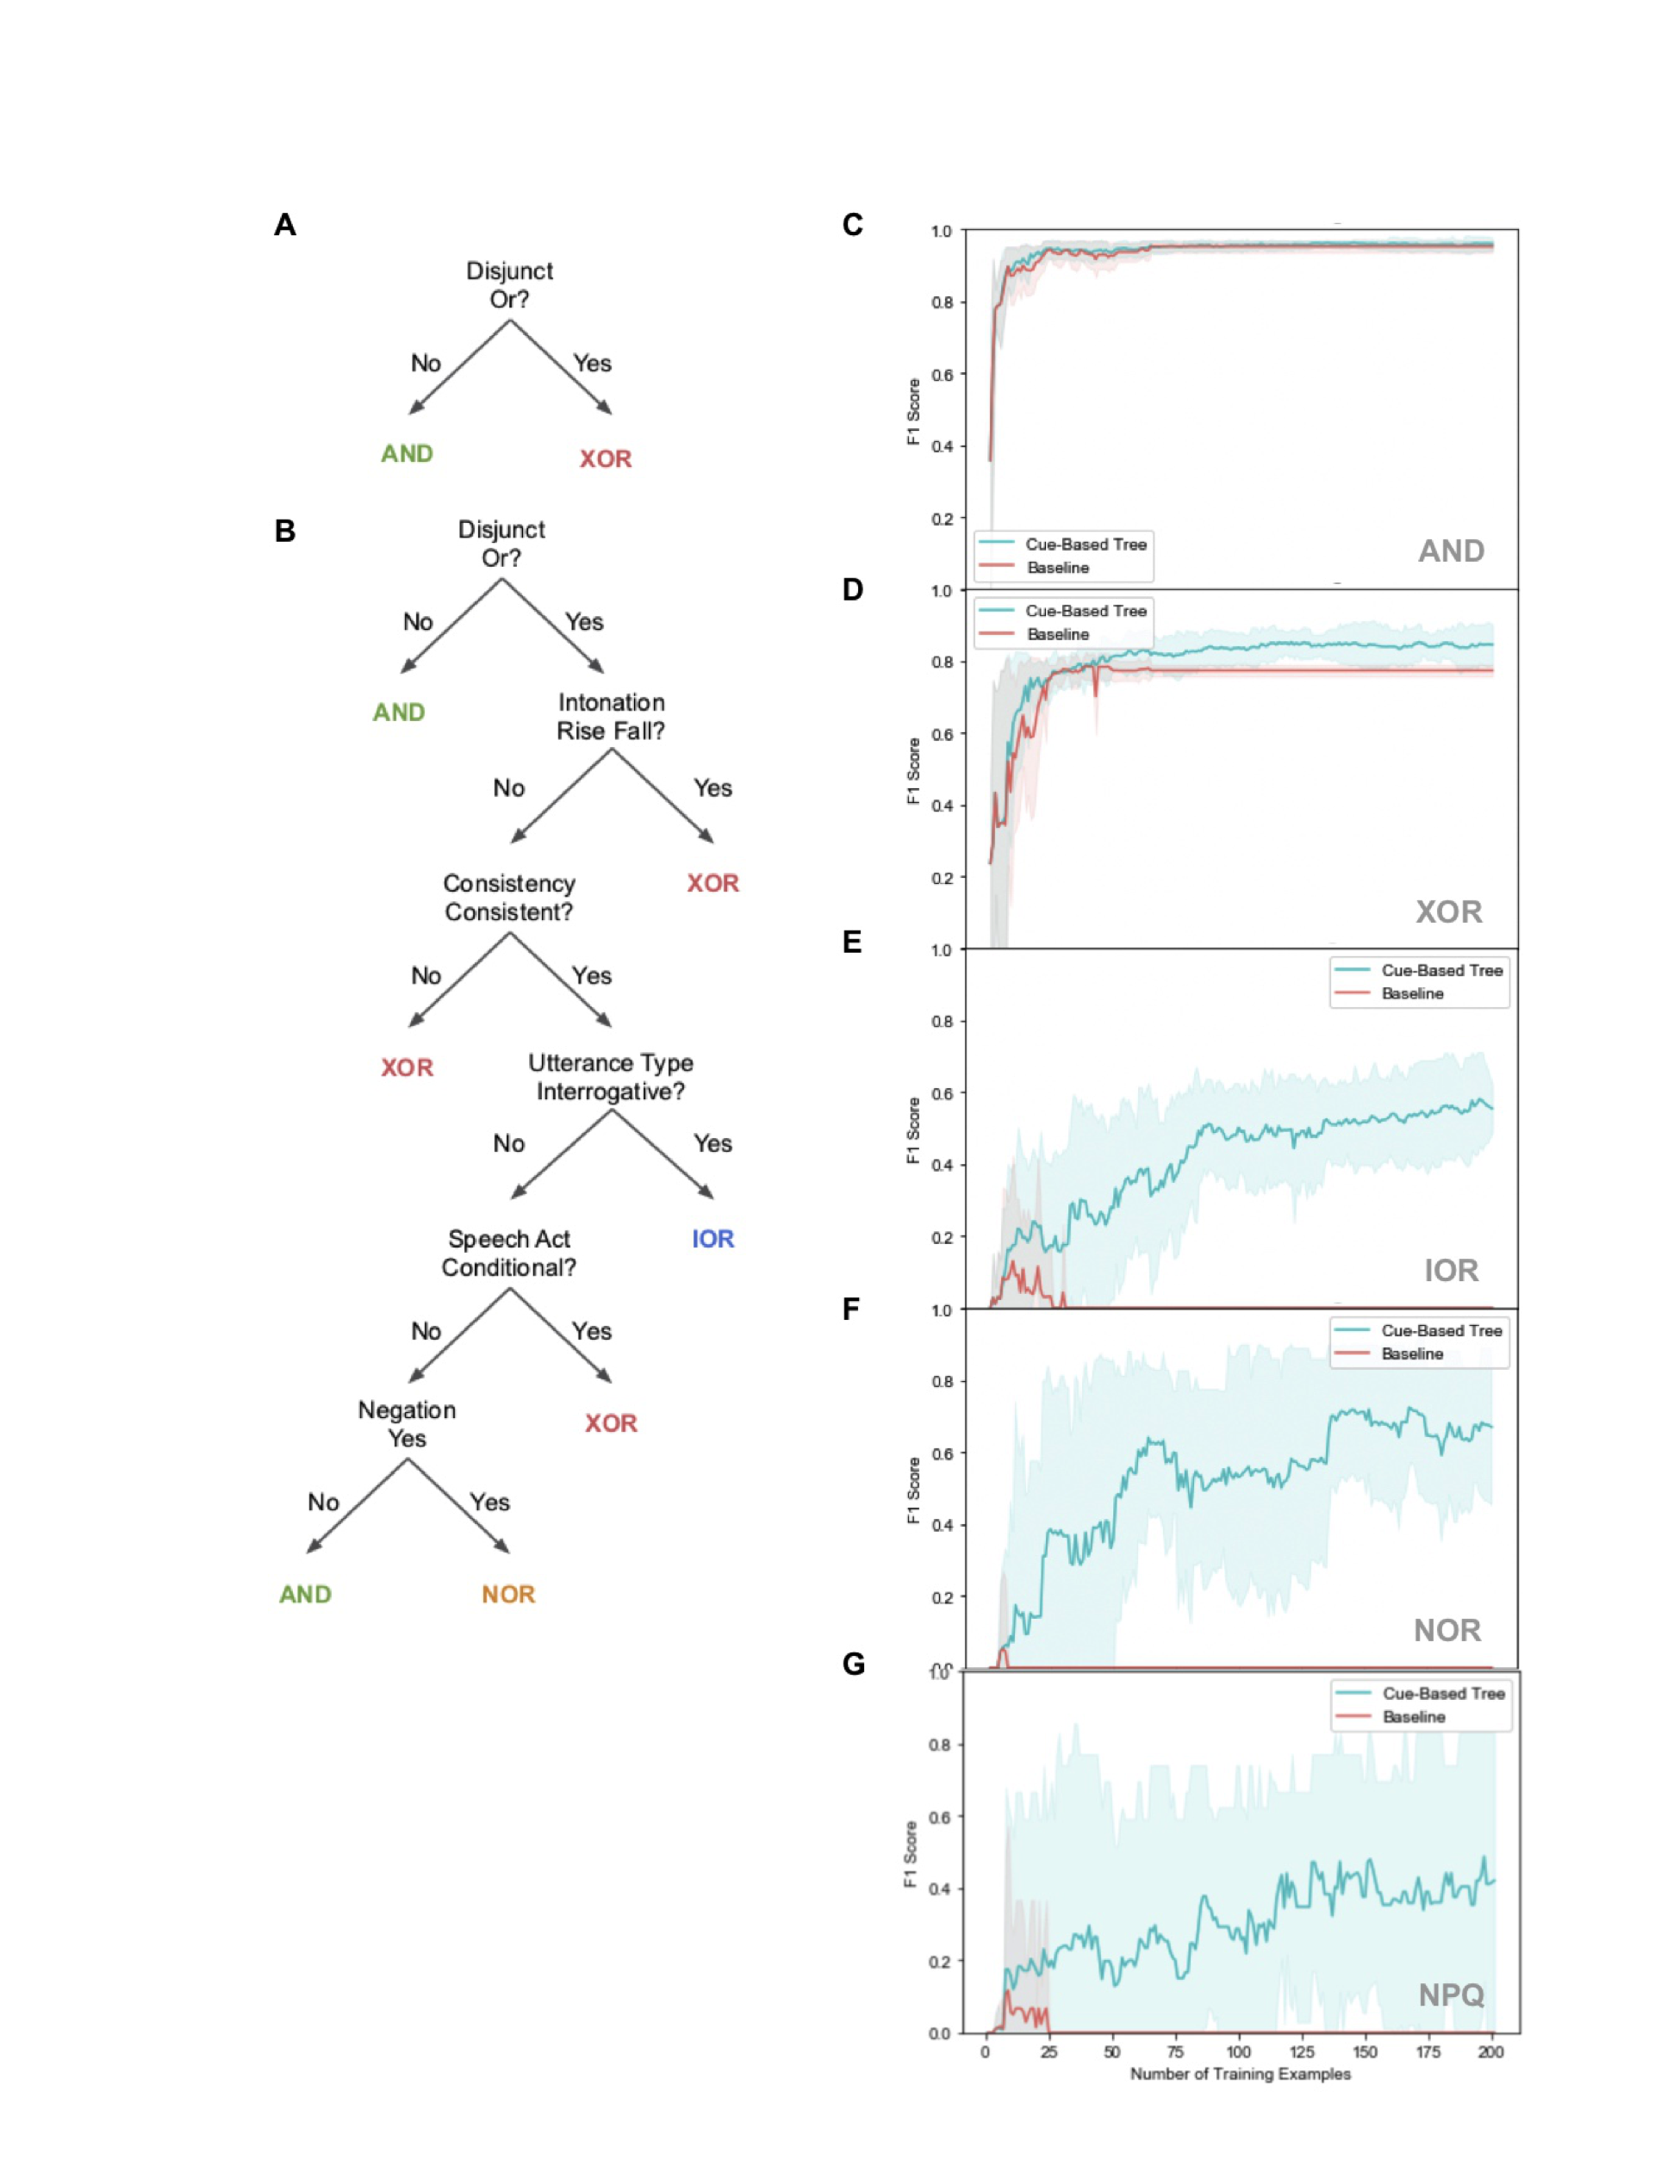 A
Disjunct
Or?
No
Yes
AND
XOR
B
Disjunct
Or?
No
Yes
AND
Intonation
Rise Fall?
No
Yes
Consistency
Consistent?
XOR
No
Yes
XOR
Utterance Type
Interrogative?
No
Yes
Speech Act
Conditional?
IOR
No
Yes
Negation
Yes
XOR
No
Yes
AND
NOR
C
1.0
0.8
0.6
0.4
0.2
F1 Score
Cue-Based Tree
Baseline
AND
D
1.0
0.8
0.6
0.4
0.2
F1 Score
Cue-Based Tree
Baseline
XOR
E
1.0
0.8
0.6
0.4
0.2
F1 Score
Cue-Based Tree
Baseline
IOR
F
1.0
0.8
0.6
0.4
0.2
F1 Score
Cue-Based Tree
Baseline
NOR
G
1.0
0.8
0.6
0.4
0.2
0.0
F1 Score
Cue-Based Tree
Baseline
NPQ
0 25 50 75 100 125 150 175 200
Number of Training Examples